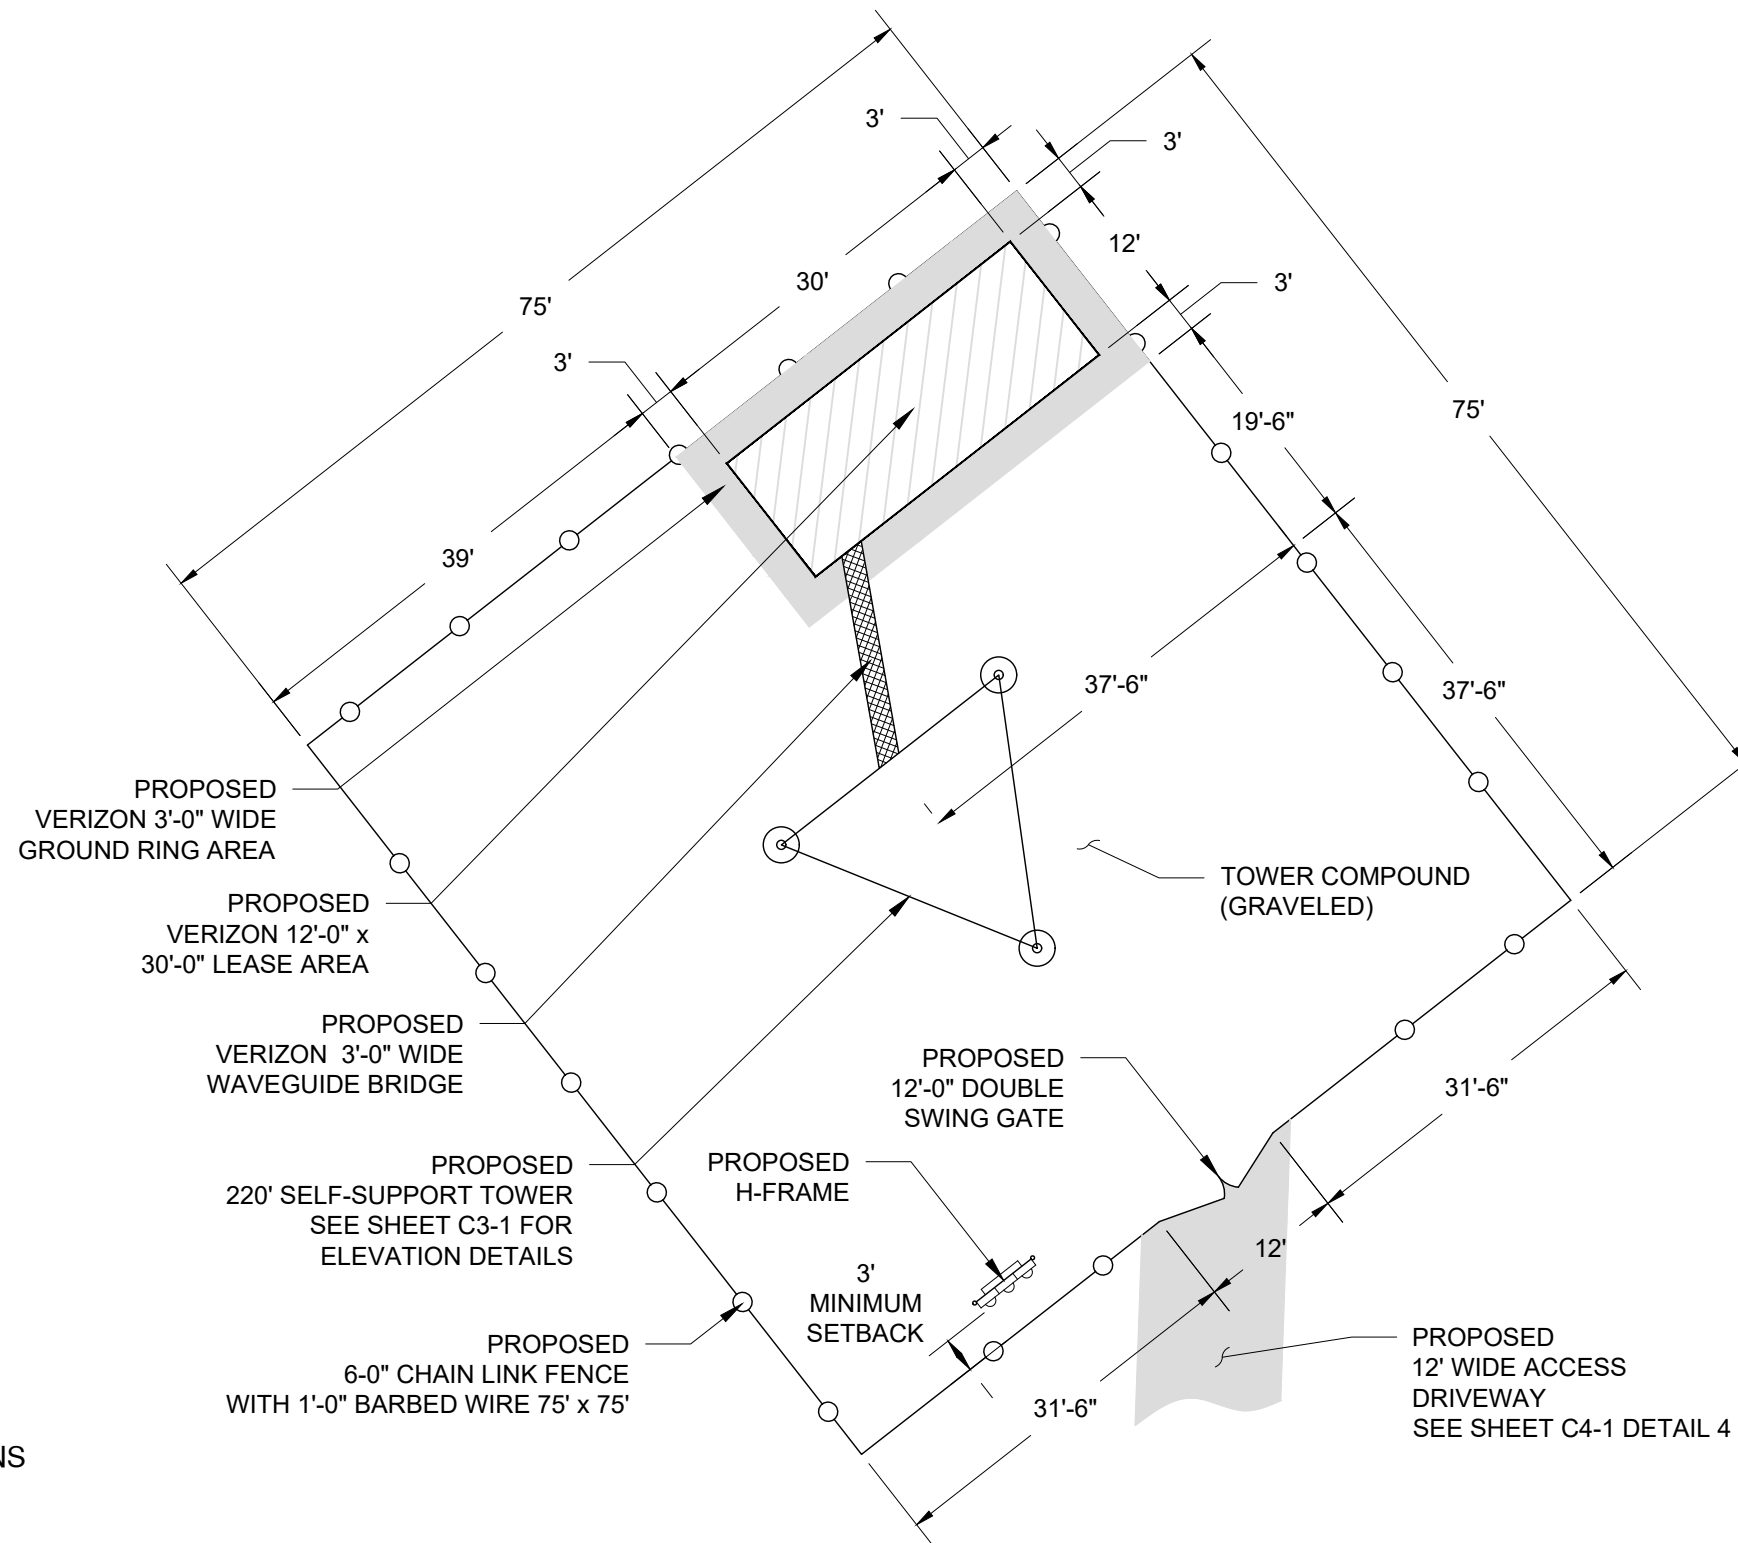 3'
3'
12'
30'
3'
75'
3'
75'
19'-6"
39'
37'-6"
37'-6"
PROPOSED
VERIZON 3'-0" WIDE
GROUND RING AREA
TOWER COMPOUND
(GRAVELED)
PROPOSED
VERIZON 12'-0" x
30'-0" LEASE AREA
PROPOSED
VERIZON  3'-0" WIDE
WAVEGUIDE BRIDGE
PROPOSED
12'-0" DOUBLE
SWING GATE
31'-6"
PROPOSED
220' SELF-SUPPORT TOWER
SEE SHEET C3-1 FOR
ELEVATION DETAILS
PROPOSED
H-FRAME
12'
3'
MINIMUM
SETBACK
PROPOSED
6-0" CHAIN LINK FENCE
WITH 1'-0" BARBED WIRE 75' x 75'
PROPOSED
12' WIDE ACCESS
DRIVEWAY
SEE SHEET C4-1 DETAIL 4
31'-6"
NS